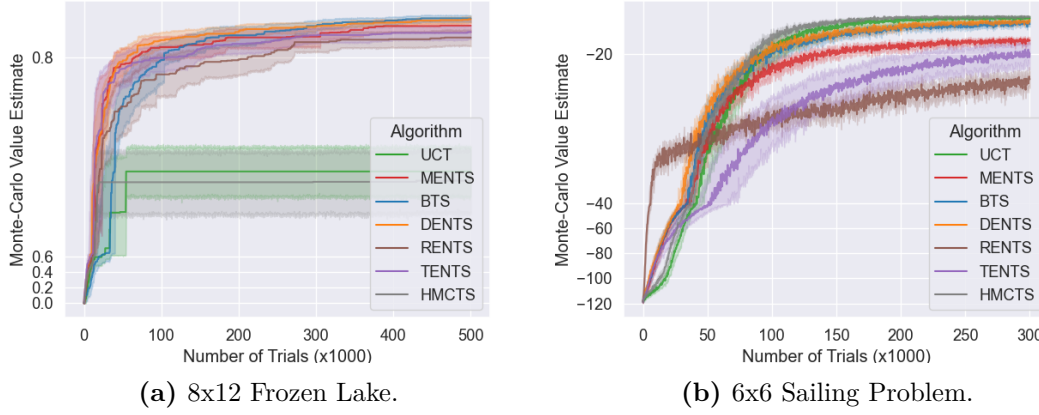 Monte-Carlo Value Estimate
0.8
0.6
0.4
0.2
0.0
Algorithm
UCT
MENTS
BTS
DENTS
RENTS
TENTS
HMCTS
0 100 200 300 400 500
Number of Trials (x1000)
(a) 8x12 Frozen Lake.
Monte-Carlo Value Estimate
−20
−40
−60
−80
−100
−120
Algorithm
UCT
MENTS
BTS
DENTS
RENTS
TENTS
HMCTS
0 50 100 150 200 250 300
Number of Trials (x1000)
(b) 6x6 Sailing Problem.